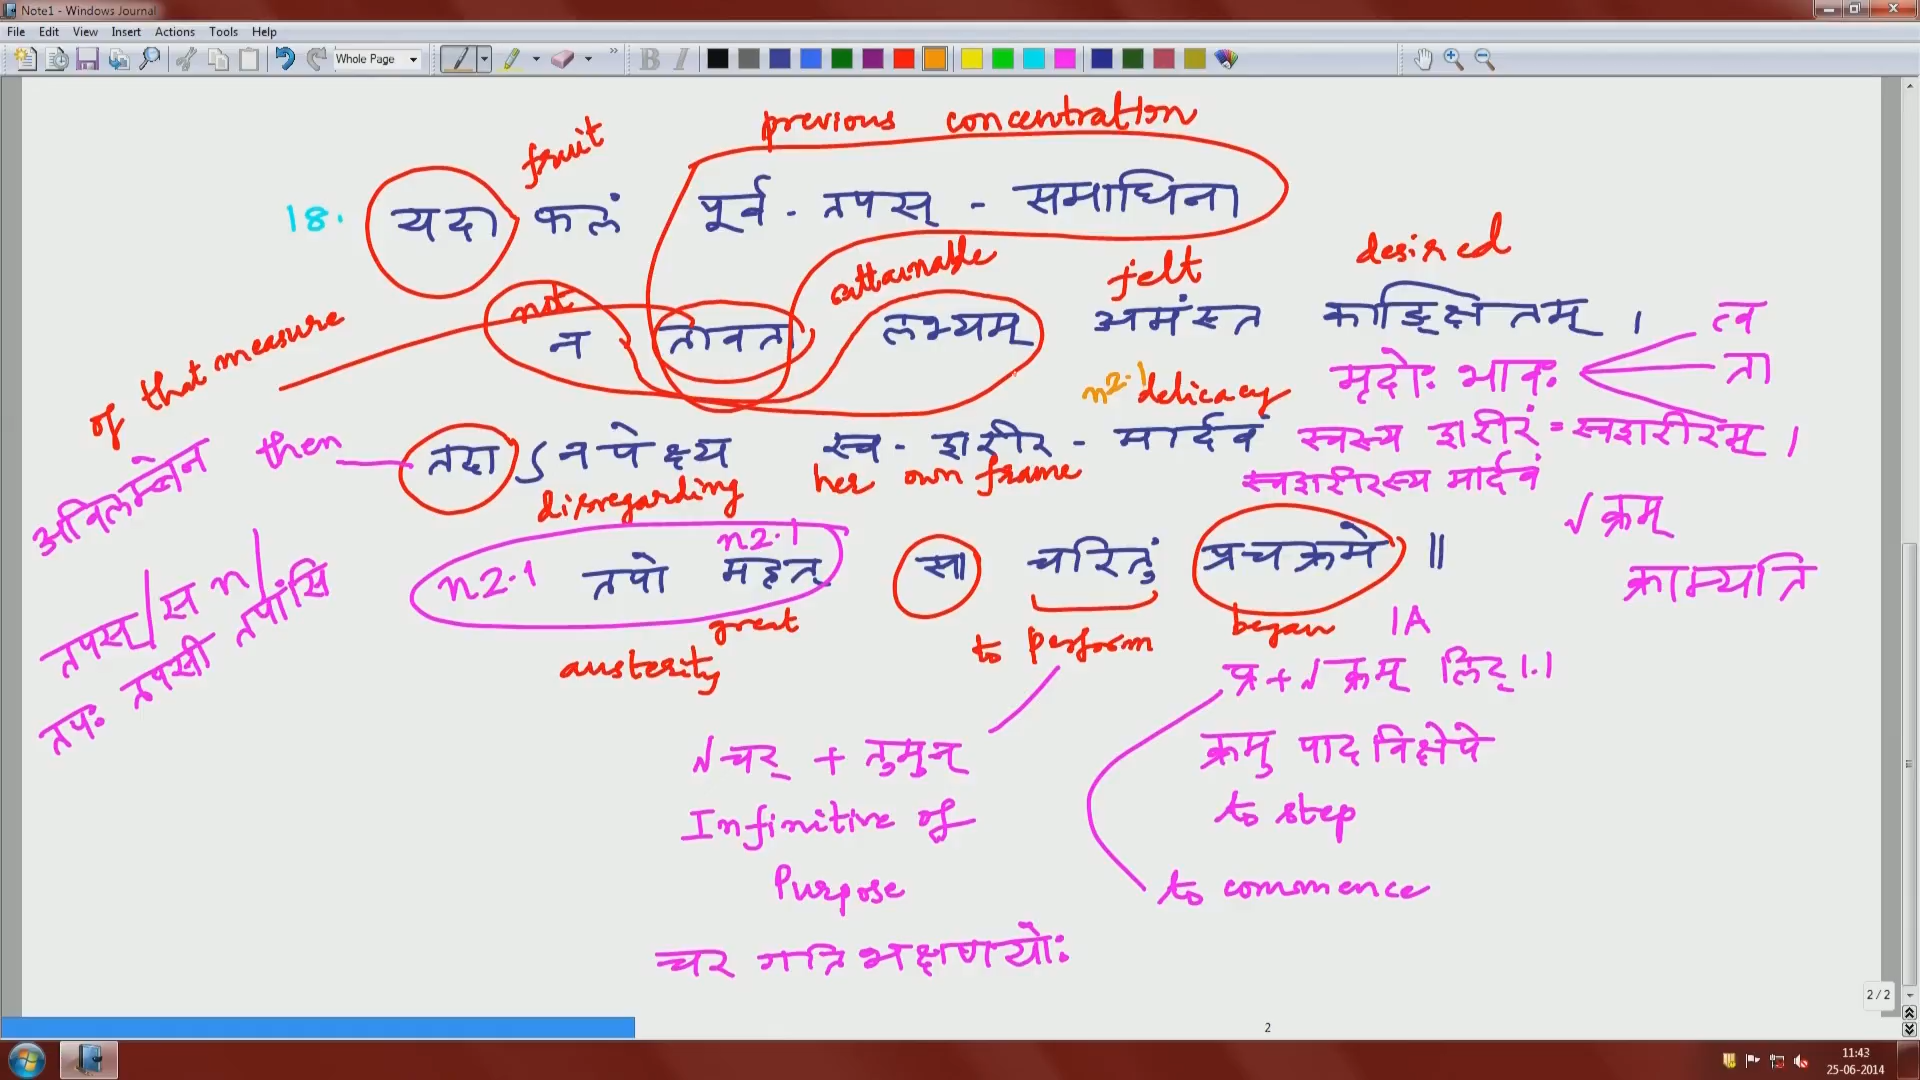 Note1 - Windows Journal
File Edit View Insert Actions Tools Help
Whole Page
previous concentration
fruit
18. यदा फलं पूर्व - तपस् - समाधिना
not attainable felt desired
of that measure
न तावता लभ्यम् अमंस्त काङ्क्षितम् ।
त्व
ता
मृदोः भावः
n2.1 delicacy
अविलम्बेन then
तदाऽनपेक्ष्य स्व - शरीर - मार्दवं
स्वस्य शरीरं = स्वशरीरम् ।
disregarding her own frame
स्वशरीरस्य मार्दवं
√ क्रम्
क्राम्यति
n2.1 तपो महत् n2.1 सा चरितुं प्रचक्रमे ॥
austerity great to perform began 1A
तपस् / स n /
तपः तपसी तपांसि
प्र + √ क्रम् लिट् 1.1
√ चर् + तुमुन्
क्रमु पादविक्षेपे
Infinitive of
to step
Purpose
to commence
चर गतिभक्षणयोः
2 / 2
2
11:43
25-06-2014